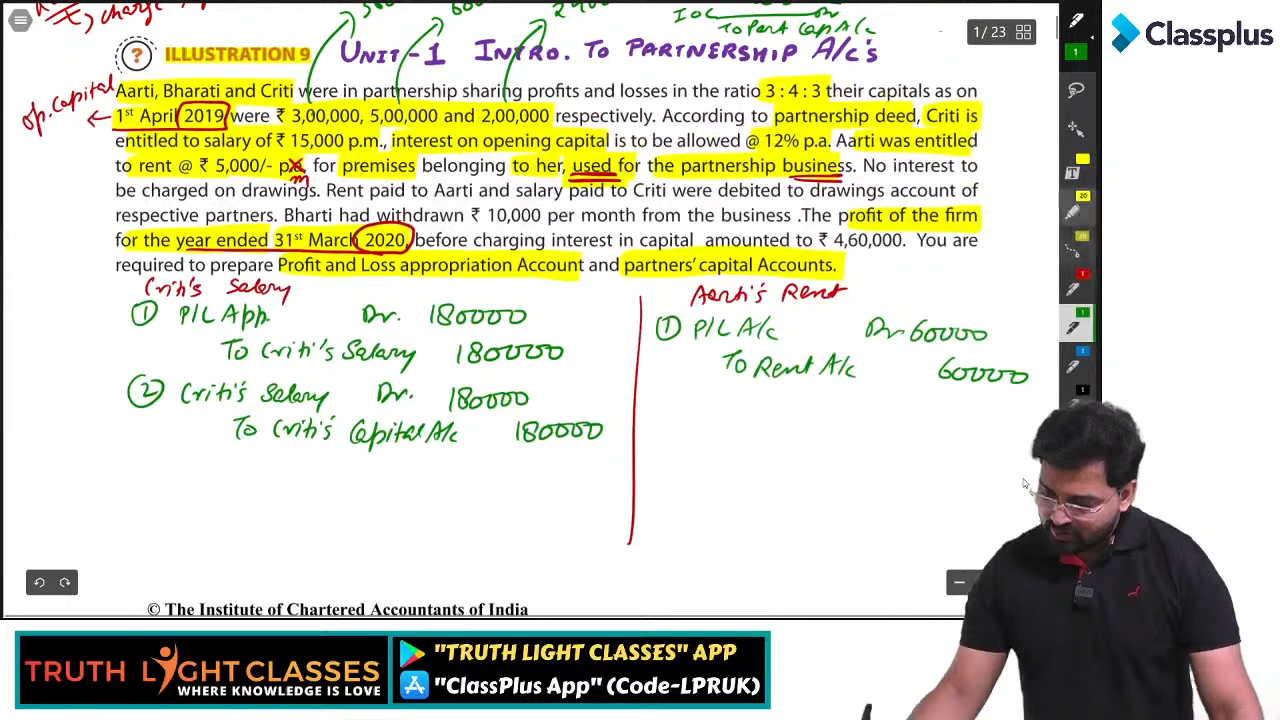 charge
IOC Dr
To Part Cap A/c
1 / 23
Classplus
? ILLUSTRATION 9
UNIT-1 INTRO. TO PARTNERSHIP A/C's
Aarti, Bharati and Criti were in partnership sharing profits and losses in the ratio 3 : 4 : 3 their capitals as on
op. Capital
1st April 2019 were ₹ 3,00,000, 5,00,000 and 2,00,000 respectively. According to partnership deed, Criti is
entitled to salary of ₹ 15,000 p.m., interest on opening capital is to be allowed @ 12% p.a. Aarti was entitled
to rent @ ₹ 5,000/- p.a. for premises belonging to her, used for the partnership business. No interest to
m
be charged on drawings. Rent paid to Aarti and salary paid to Criti were debited to drawings account of
respective partners. Bharti had withdrawn ₹ 10,000 per month from the business .The profit of the firm
for the year ended 31st March 2020, before charging interest in capital amounted to ₹ 4,60,000. You are
required to prepare Profit and Loss appropriation Account and partners' capital Accounts.
Criti's Salary
① P/L App Dr. 180000
To Criti's Salary 180000
② Criti's Salary Dr. 180000
To Criti's Capital A/c 180000
Aarti's Rent
① P/L A/c Dr 60000
To Rent A/c 60000
© The Institute of Chartered Accountants of India
TRUTH LIGHT CLASSES
WHERE KNOWLEDGE IS LOVE
"TRUTH LIGHT CLASSES" APP
"ClassPlus App" (Code-LPRUK)